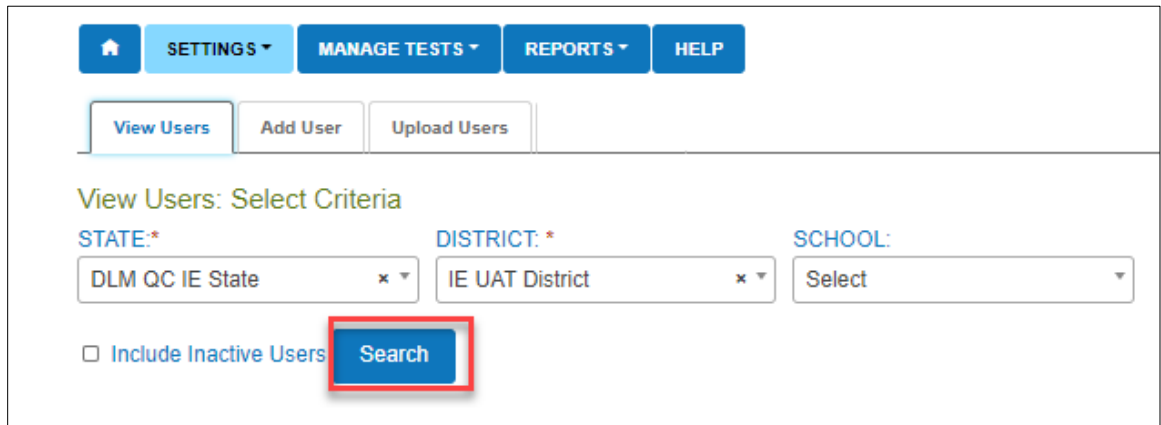 SETTINGS MANAGE TESTS REPORTS HELP
View Users Add User Upload Users
View Users: Select Criteria
STATE:* DISTRICT: * SCHOOL:
DLM QC IE State × IE UAT District × Select
Include Inactive Users Search